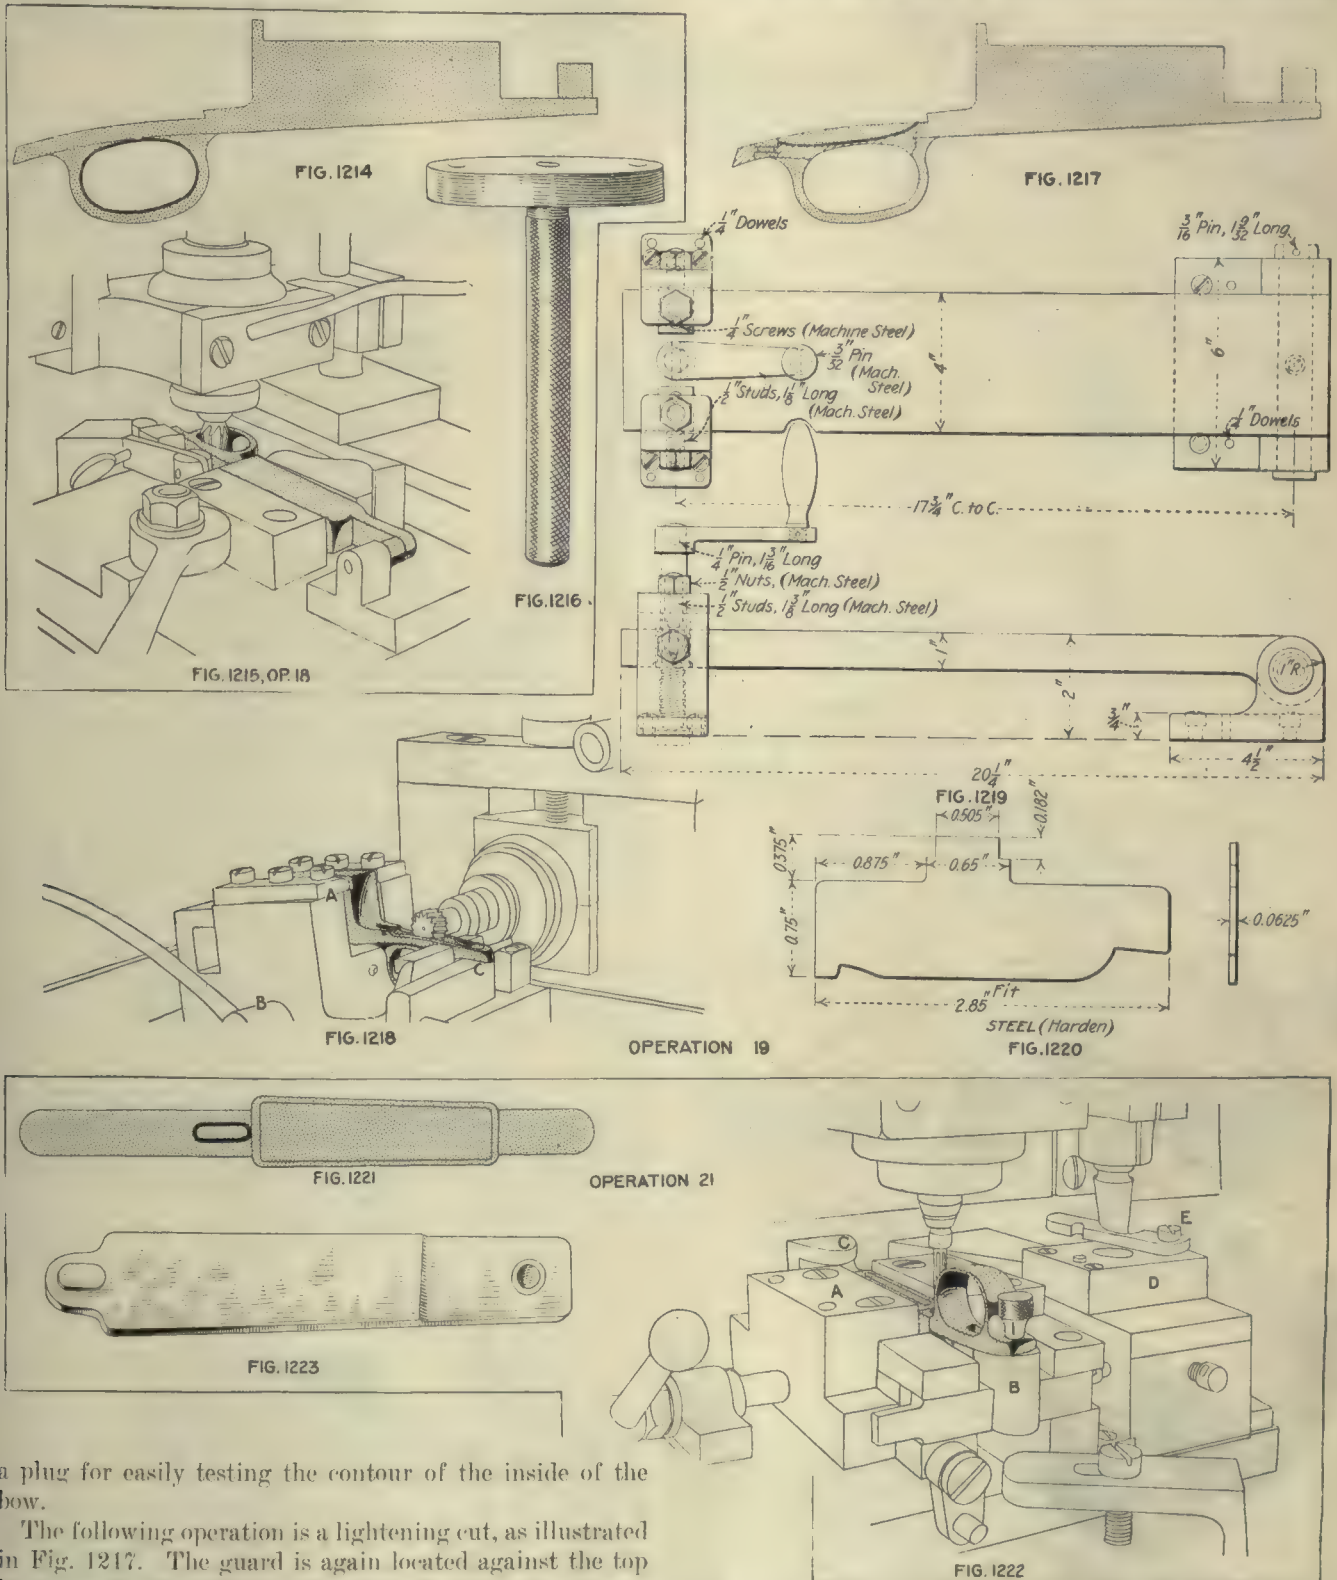 FIG. 1214
FIG. 1217
1/4" Dowels
3/16" Pin, 1 9/32" Long
1/4" Screws (Machine Steel)
3/32" Pin
(Mach.
Steel)
1/2" Studs, 1 1/8" Long
(Mach. Steel)
4"
6"
1/4" Dowels
17 3/4" C. to C.
FIG. 1216.
1/4" Pin, 1 3/16" Long
1/2" Nuts, (Mach. Steel)
1/2" Studs, 1 3/8" Long (Mach. Steel)
FIG. 1215, OP. 18
1"
2"
1"R
3/4"
4 1/2"
20 1/4"
FIG. 1219
0.505"
0.182"
0.375"
0.875"
0.65"
0.75"
0.0625"
Fit
2.85"
STEEL (Harden)
FIG. 1220
A
B
C
FIG. 1218
OPERATION 19
FIG. 1221
OPERATION 21
FIG. 1223
C
A
E
D
B
FIG. 1222
a plug for easily testing the contour of the inside of the
bow.
The following operation is a lightening cut, as illustrated
in Fig. 1217. The guard is again located against the top